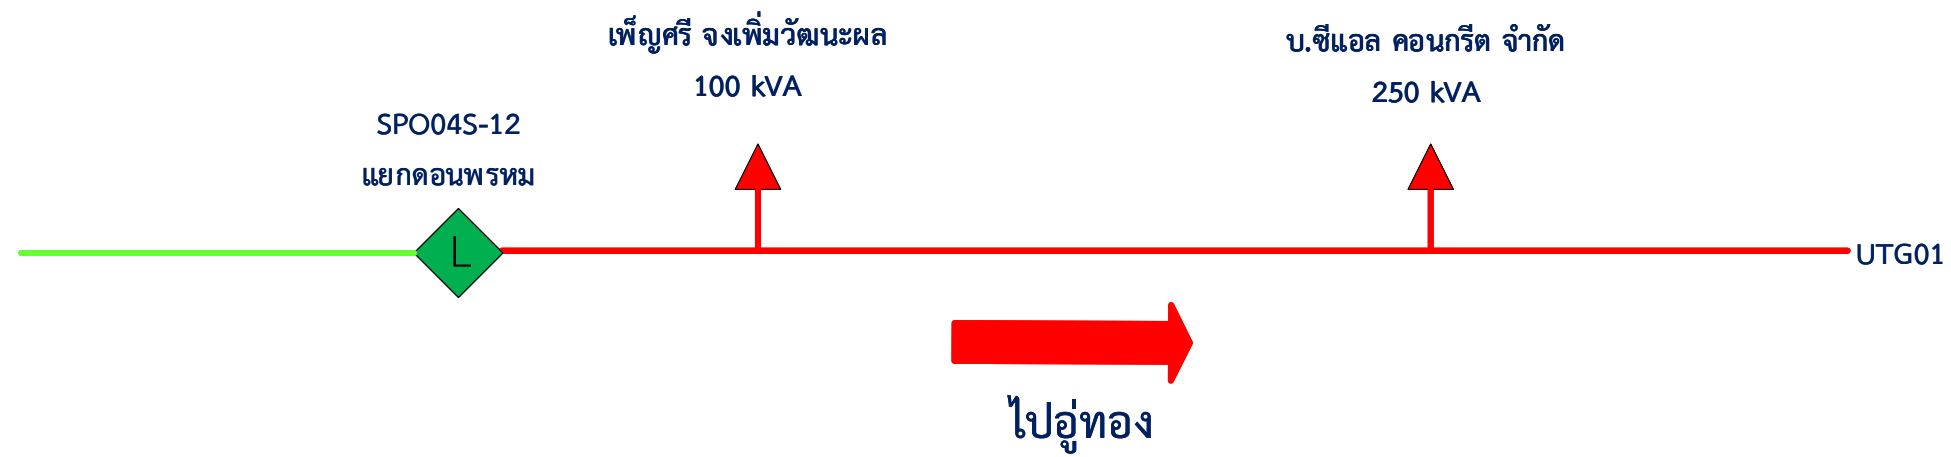 เพ็ญศรี จงเพิ่มวัฒนะผล
100 kVA
บ.ซีแอล คอนกรีต จำกัด
250 kVA
SPO04S-12
แยกดอนพรหม
L
UTG01
ไปอู่ทอง